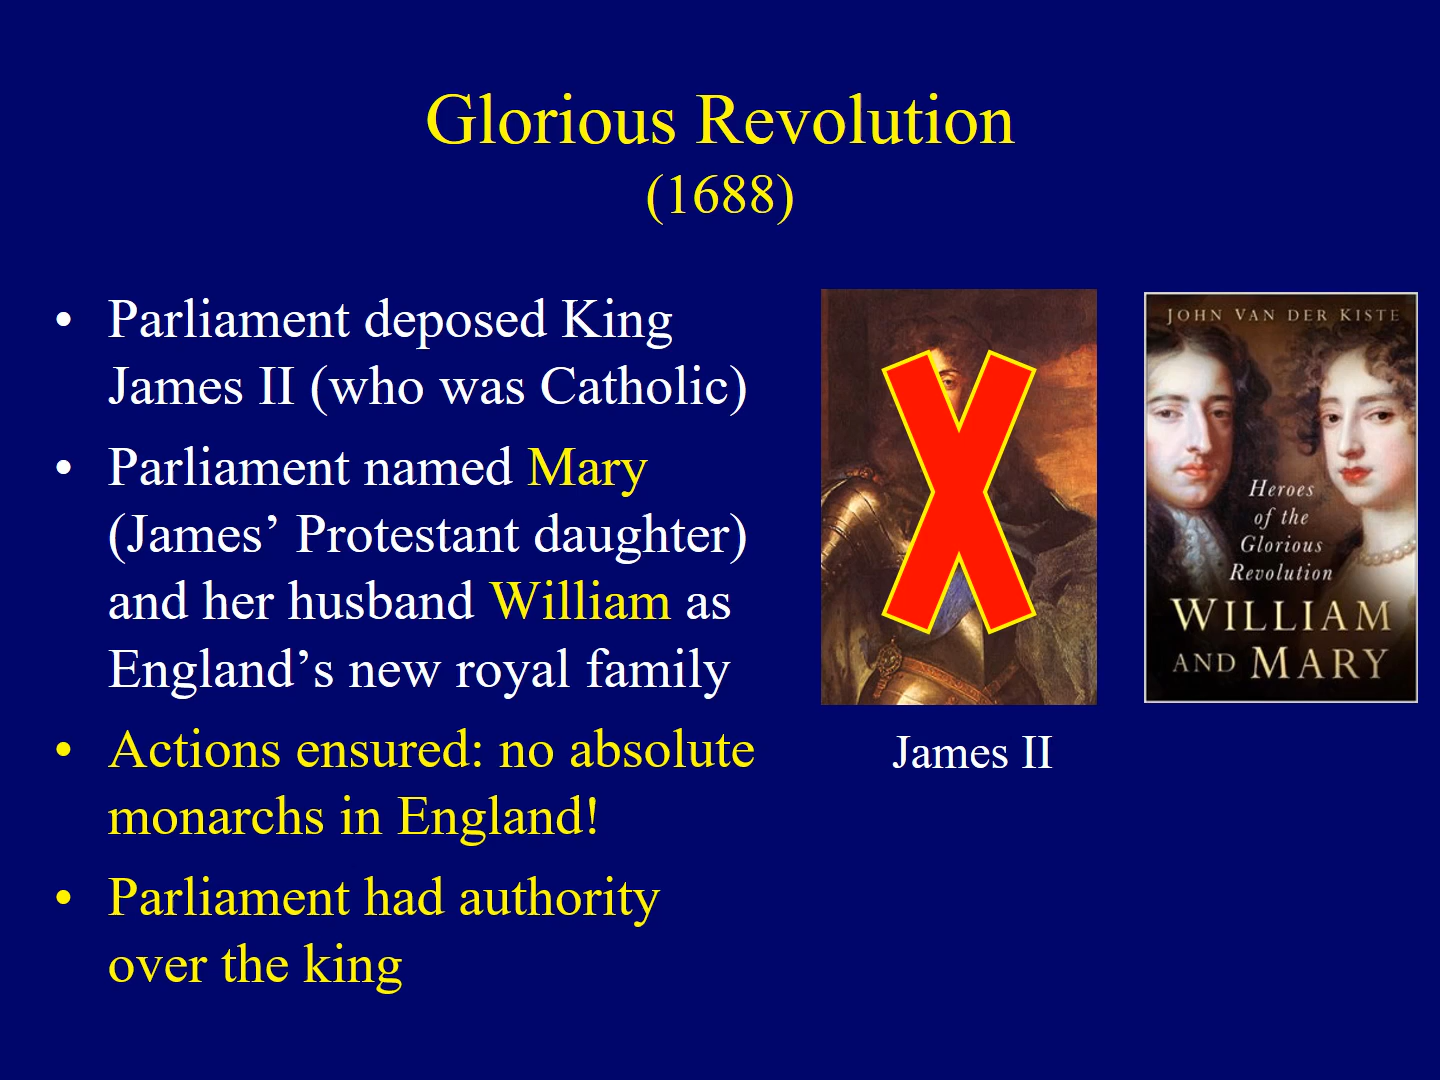 Glorious Revolution
(1688)
• Parliament deposed King
James II (who was Catholic)
• Parliament named Mary
(James’ Protestant daughter)
and her husband William as
England’s new royal family
• Actions ensured: no absolute
monarchs in England!
• Parliament had authority
over the king
James II
JOHN VAN DER KISTE
Heroes
of the
Glorious
Revolution
WILLIAM
AND MARY